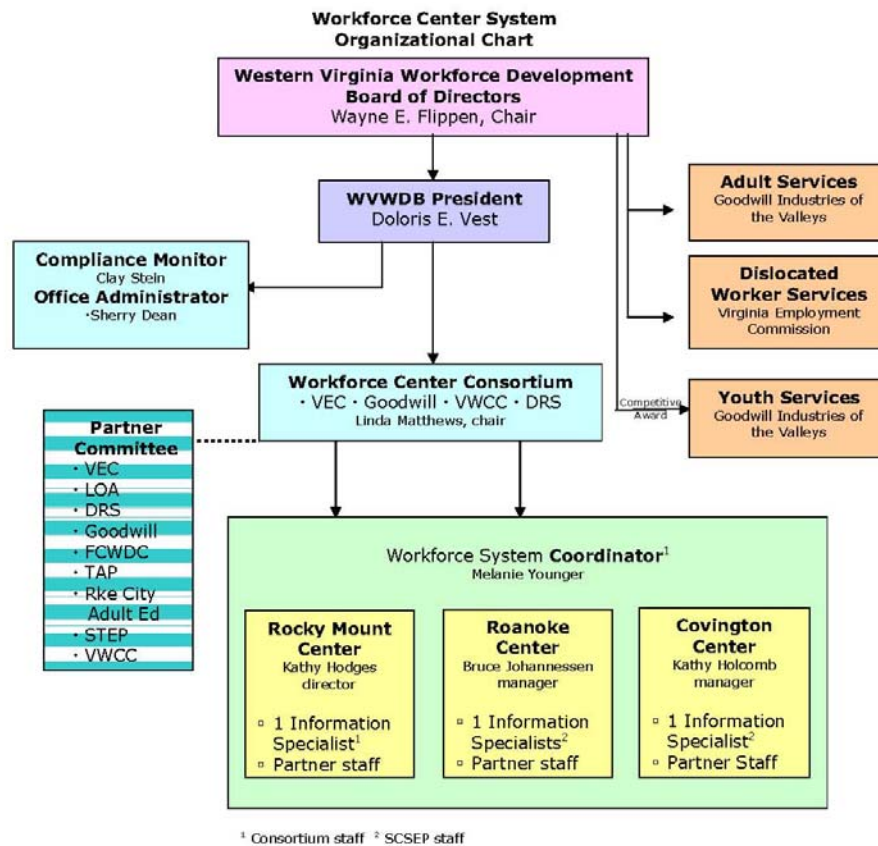 Workforce Center System
Organizational Chart
Western Virginia Workforce Development
Board of Directors
Wayne E. Flippen, Chair
WVWDB President
Doloris E. Vest
Adult Services
Goodwill Industries of
the Valleys
Compliance Monitor
Clay Stein
Office Administrator
·Sherry Dean
Dislocated
Worker Services
Virginia Employment
Commission
Workforce Center Consortium
· VEC · Goodwill · VWCC · DRS
Linda Matthews, chair
Competitive
Award
Youth Services
Goodwill Industries of
the Valleys
Partner
Committee
· VEC
· LOA
· DRS
· Goodwill
· FCWDC
· TAP
· Rke City
Adult Ed
· STEP
· VWCC
Workforce System Coordinator¹
Melanie Younger
Rocky Mount
Center
Kathy Hodges
director
▫ 1 Information
Specialist¹
▫ Partner staff
Roanoke
Center
Bruce Johannessen
manager
▫ 1 Information
Specialists²
▫ Partner staff
Covington
Center
Kathy Holcomb
manager
▫ 1 Information
Specialist²
▫ Partner Staff
¹ Consortium staff ² SCSEP staff